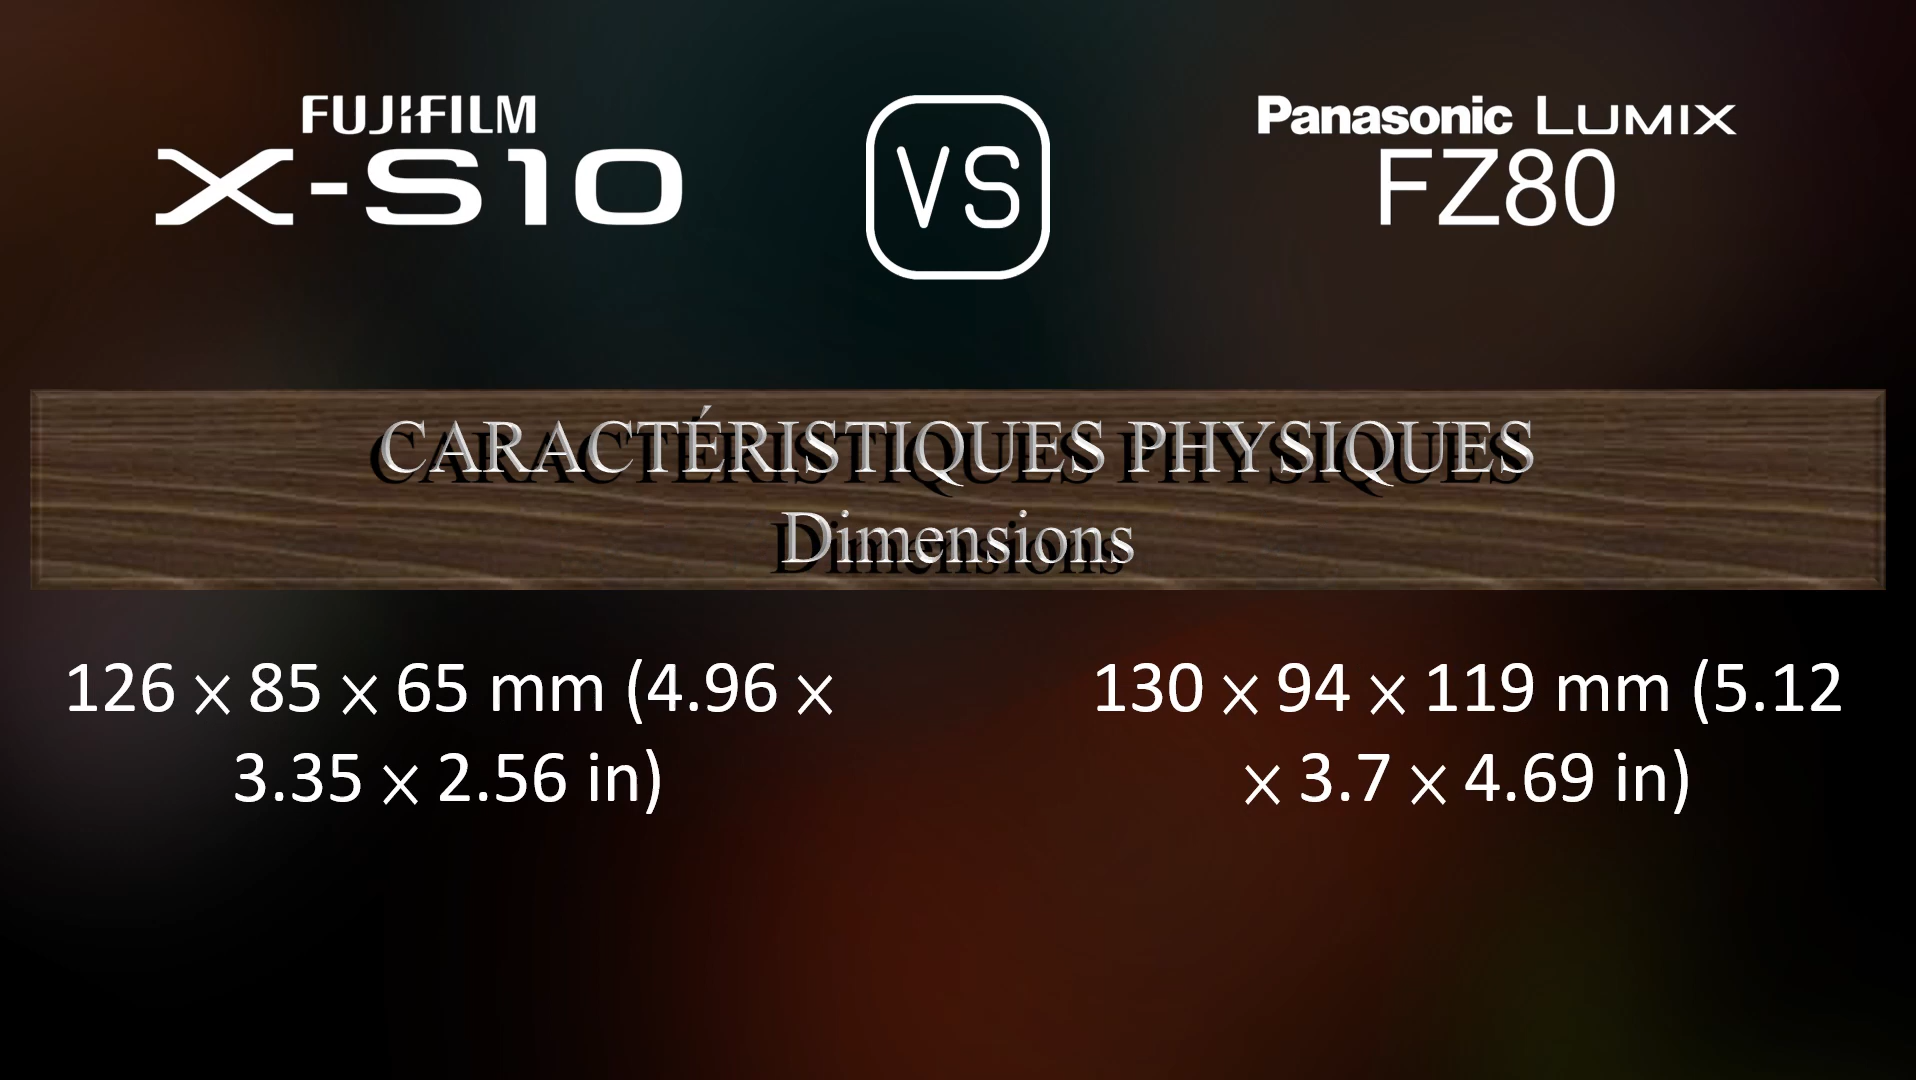 FUJIFILM
X-S10
VS
Panasonic LUMIX
FZ80
CARACTÉRISTIQUES PHYSIQUES
Dimensions
126 x 85 x 65 mm (4.96 x
3.35 x 2.56 in)
130 x 94 x 119 mm (5.12
x 3.7 x 4.69 in)